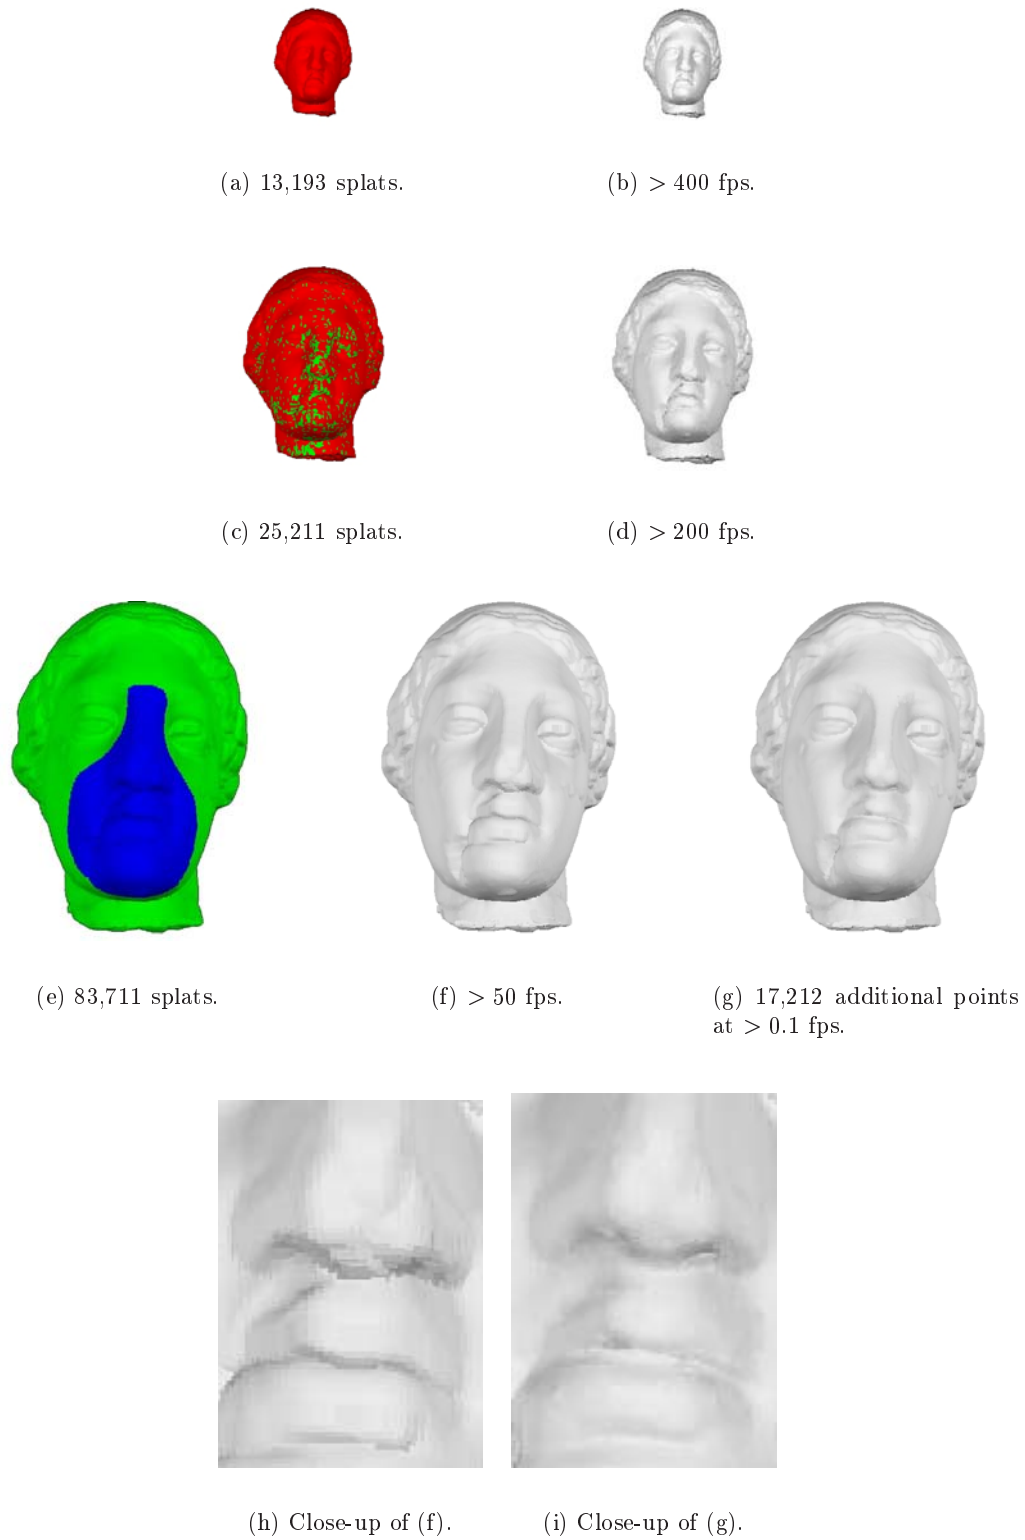 (a) 13,193 splats.
(b) > 400 fps.
(c) 25,211 splats.
(d) > 200 fps.
(e) 83,711 splats.
(f) > 50 fps.
(g) 17,212 additional points
at > 0.1 fps.
(h) Close-up of (f).
(i) Close-up of (g).